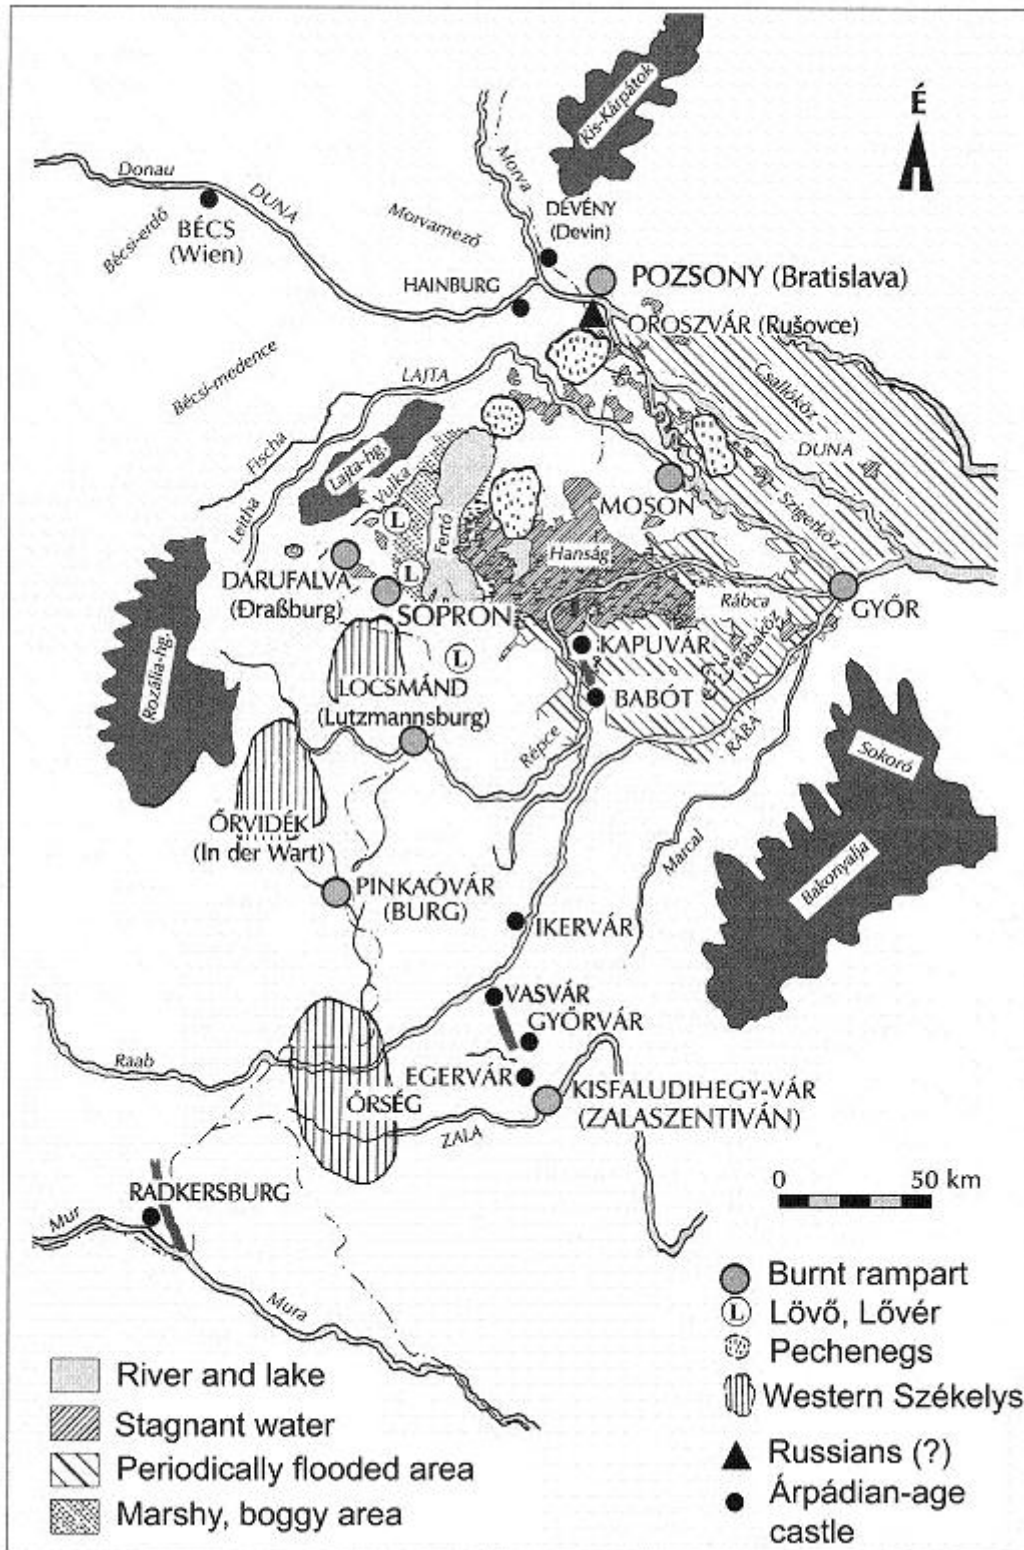 Kis-Kárpátok
É
Donau
DUNA
Morva
BÉCS
(Wien)
Bécsi-erdő
Morvamező
DÉVÉNY
(Devin)
HAINBURG
POZSONY (Bratislava)
OROSZVÁR (Rušovce)
Bécsi-medence
LAJTA
Csallóköz
DUNA
Fischa
Lajta-hg.
Vulka
Leitha
L
Fertő
MOSON
Szigetköz
Hanság
DARUFALVA
(Draßburg)
L
SOPRON
Rábca
GYŐR
Rozália-hg.
L
KAPUVÁR
Rábaköz
LOCSMÁND
(Lutzmannsburg)
BABÓT
Répce
RÁBA
Sokoró
ŐRVIDÉK
(In der Wart)
Marcal
Bakonyalja
PINKAÓVÁR
(BURG)
IKERVÁR
VASVÁR
GYŐRVÁR
Raab
EGERVÁR
ŐRSÉG
KISFALUDIHEGY-VÁR
(ZALASZENTIVÁN)
ZALA
RADKERSBURG
0 50 km
Mur
Mura
Burnt rampart
L Lövő, Lővér
Pechenegs
Western Székelys
Russians (?)
Árpádian-age
castle
River and lake
Stagnant water
Periodically flooded area
Marshy, boggy area